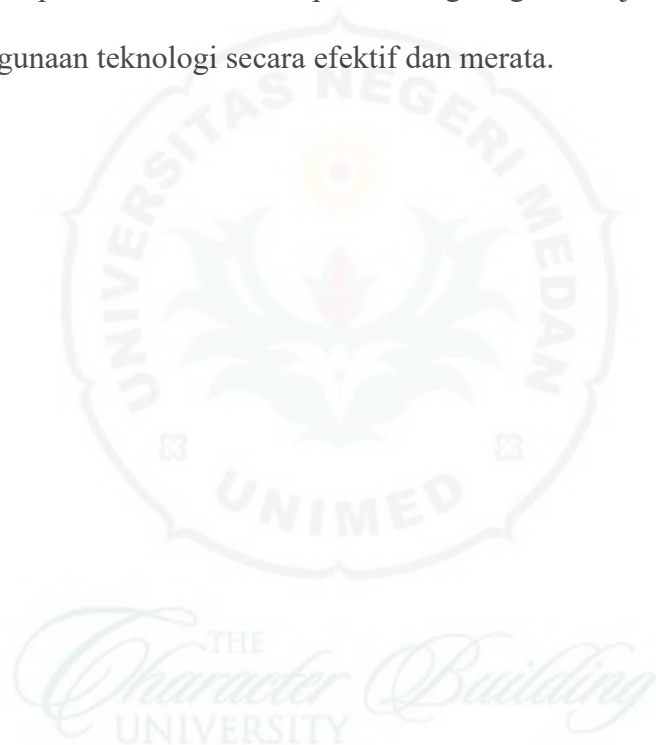 gunaan teknologi secara efektif dan merata.
UNIVERSITAS NEGERI MEDAN
UNIMED
THE
Character Building
UNIVERSITY